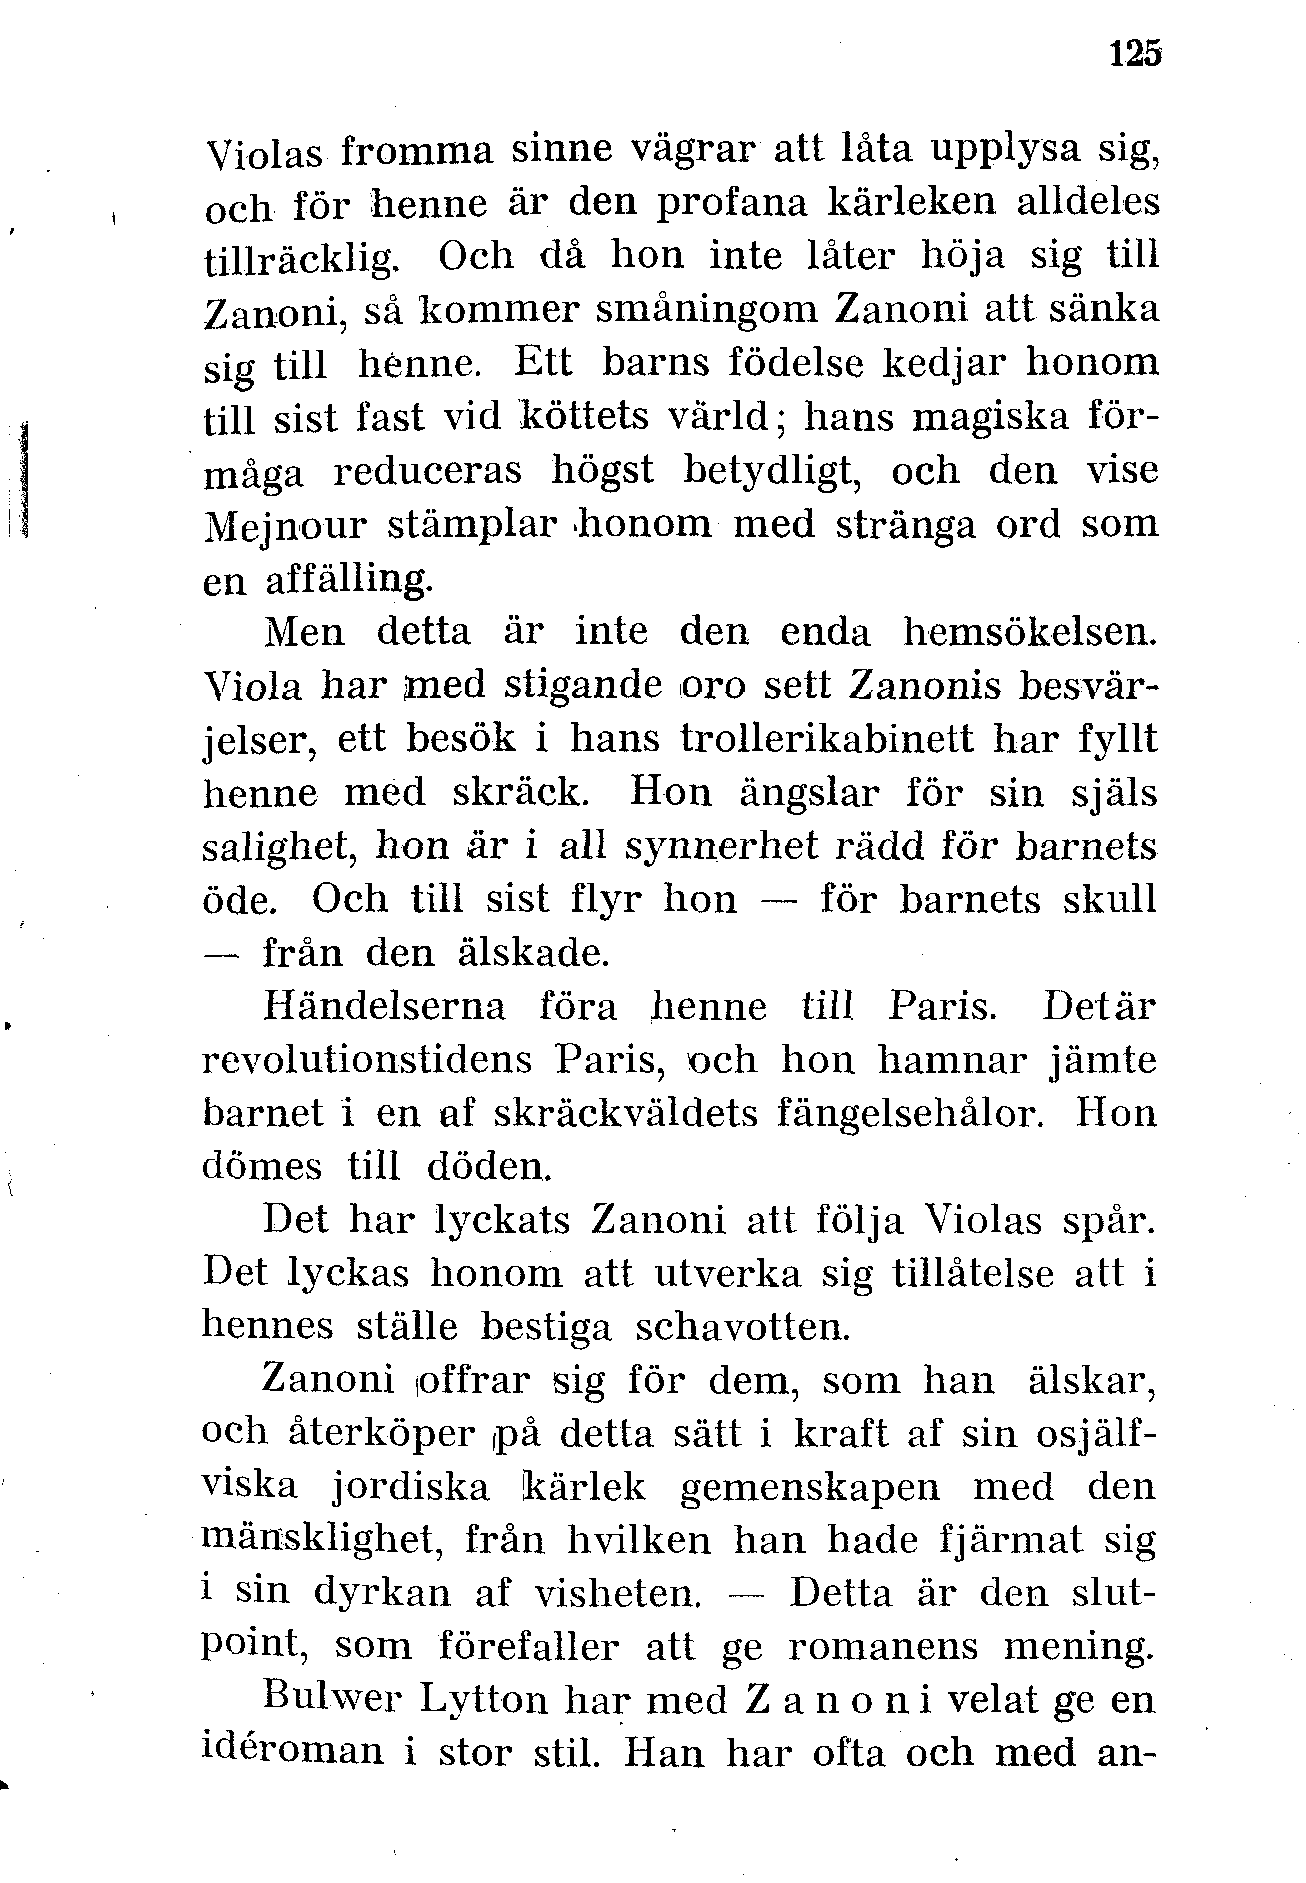 125
Violas fromma sinne vägrar att låta upplysa sig,
och för henne är den profana kärleken alldeles
tillräcklig. Och då hon inte låter höja sig till
Zanoni, så kommer småningom Zanoni att sänka
sig till henne. Ett barns födelse kedjar honom
till sist fast vid köttets värld; hans magiska för-
måga reduceras högst betydligt, och den vise
Mejnour stämplar honom med stränga ord som
en affälling.
Men detta är inte den enda hemsökelsen.
Viola har med stigande oro sett Zanonis besvär-
jelser, ett besök i hans trollerikabinett har fyllt
henne med skräck. Hon ängslar för sin själs
salighet, hon är i all synnerhet rädd för barnets
öde. Och till sist flyr hon — för barnets skull
— från den älskade.
Händelserna föra henne till Paris. Det är
revolutionstidens Paris, och hon hamnar jämte
barnet i en af skräckväldets fängelsehålor. Hon
dömes till döden.
Det har lyckats Zanoni att följa Violas spår.
Det lyckas honom att utverka sig tillåtelse att i
hennes ställe bestiga schavotten.
Zanoni offrar sig för dem, som han älskar,
och återköper på detta sätt i kraft af sin osjälf-
viska jordiska kärlek gemenskapen med den
mänsklighet, från hvilken han hade fjärmat sig
i sin dyrkan af visheten. — Detta är den slut-
point, som förefaller att ge romanens mening.
Bulwer Lytton har med Z a n o n i velat ge en
idéroman i stor stil. Han har ofta och med an-